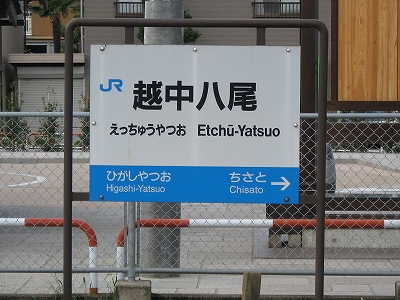 JR 越中八尾
えっちゅうやつお Etchū-Yatsuo
ひがしやつお ちさと
Higashi-Yatsuo Chisato →